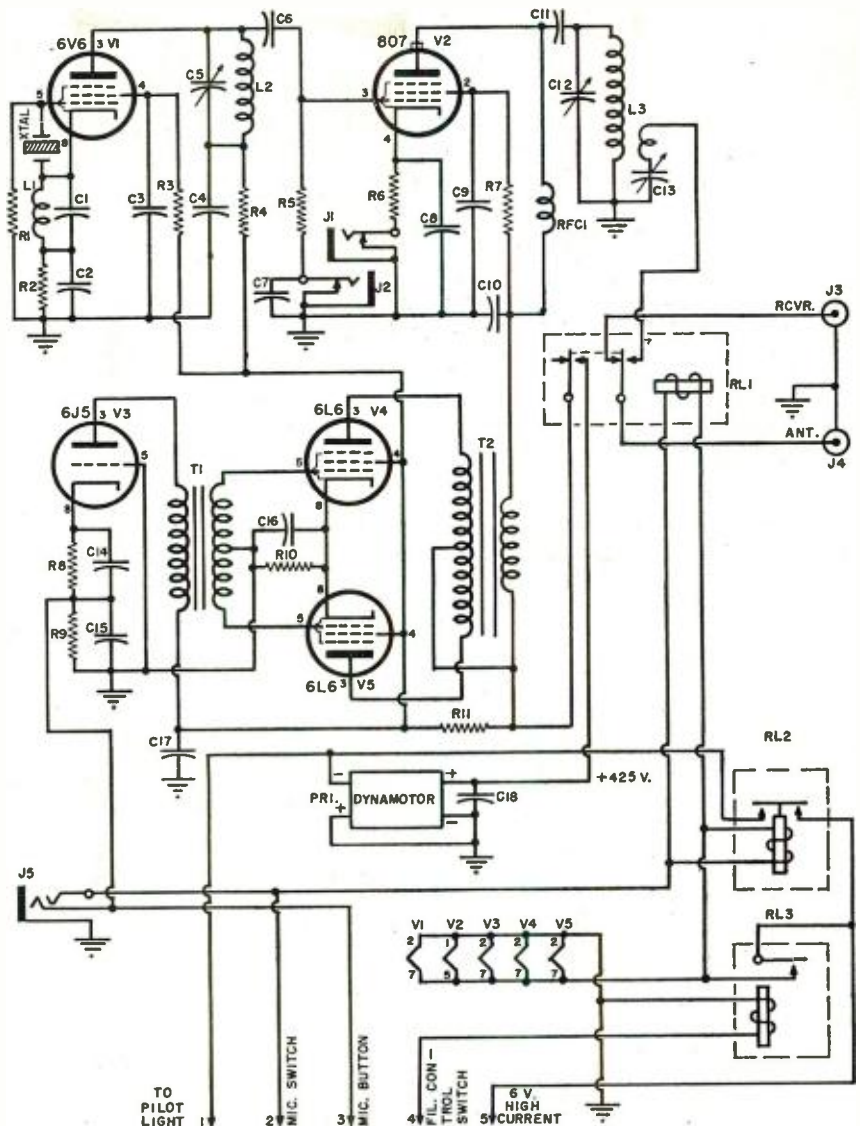 6V6 3 V1
C6
807 V2
C11
4
5
8
XTAL
C5
L2
3
2
4
C12
L3
C13
L1
C1
C3
R3
C4
R4
R5
R6
C8
C9
R7
RFC1
R1
R2
C2
J1
C7
J2
C10
RCVR.
J3
RL1
ANT.
J4
6J5 3 V3
6L6 3 V4
T2
5
T1
5
4
8
8
C16
R8
C14
R10
R9
C15
6
5
4
6L6 3 V5
R11
C17
RL2
+425 V.
PRI.
-
+
DYNAMOTOR
+
-
C18
J5
V1 V2 V3 V4 V5
2 1 2 2 2
7 5 7 7 7
RL3
TO
PILOT
LIGHT 1
2 MIC. SWITCH
3 MIC. BUTTON
4 FIL. CON-
TROL
SWITCH
5 6 V.
HIGH
CURRENT